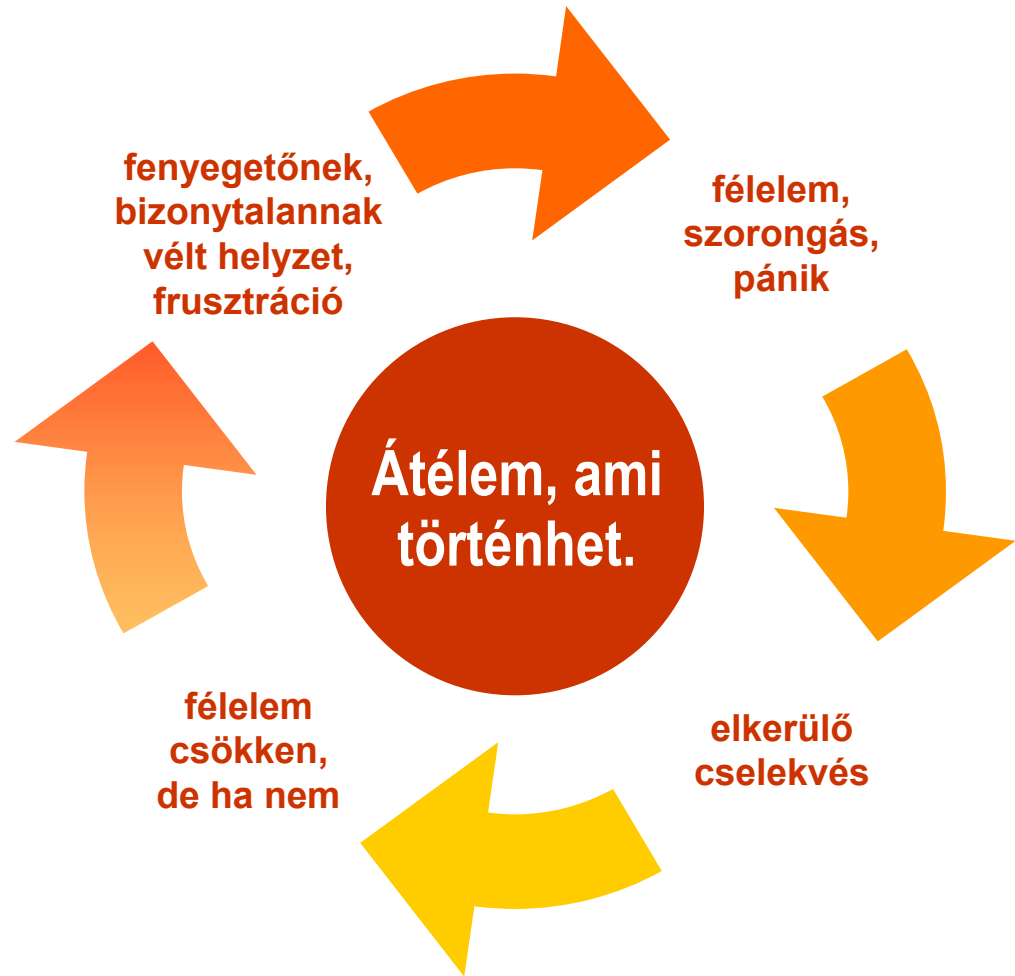 fenyegetőnek,
bizonytalannak
vélt helyzet,
frusztráció
félelem,
szorongás,
pánik
Átélem, ami
történhet.
elkerülő
cselekvés
félelem
csökken,
de ha nem